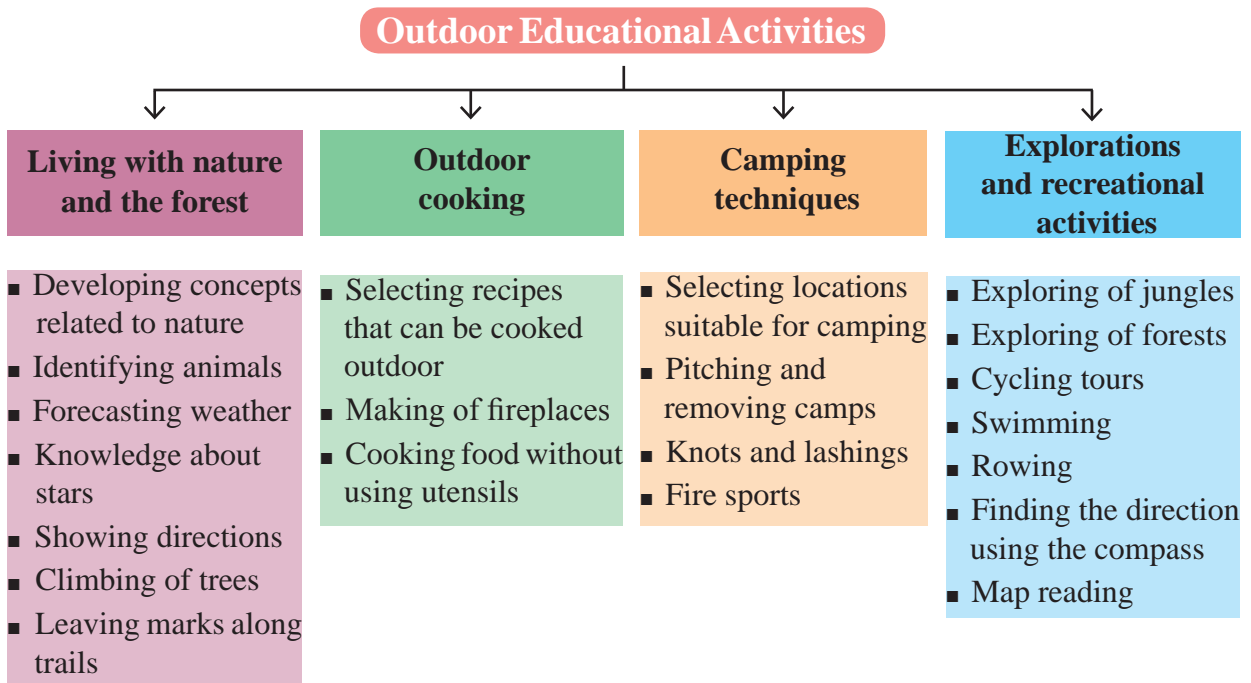 Outdoor Educational Activities
Living with nature
and the forest
■ Developing concepts
related to nature
■ Identifying animals
■ Forecasting weather
■ Knowledge about
stars
■ Showing directions
■ Climbing of trees
■ Leaving marks along
trails
Outdoor
cooking
■ Selecting recipes
that can be cooked
outdoor
■ Making of fireplaces
■ Cooking food without
using utensils
Camping
techniques
■ Selecting locations
suitable for camping
■ Pitching and
removing camps
■ Knots and lashings
■ Fire sports
Explorations
and recreational
activities
■ Exploring of jungles
■ Exploring of forests
■ Cycling tours
■ Swimming
■ Rowing
■ Finding the direction
using the compass
■ Map reading